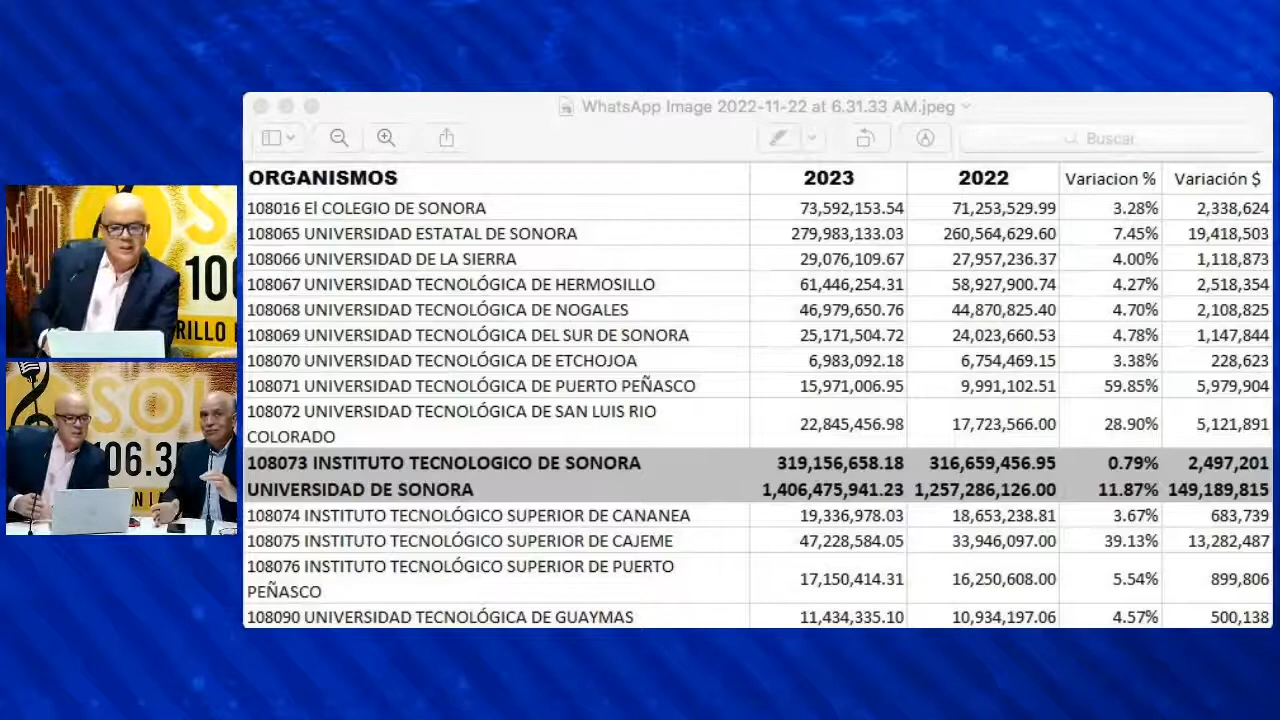 WhatsApp Image 2022-11-22 at 6.31.33 AM.jpeg
Buscar
ORGANISMOS 2023 2022 Variacion % Variación $
108016 El COLEGIO DE SONORA 73,592,153.54 71,253,529.99 3.28% 2,338,624
108065 UNIVERSIDAD ESTATAL DE SONORA 279,983,133.03 260,564,629.60 7.45% 19,418,503
108066 UNIVERSIDAD DE LA SIERRA 29,076,109.67 27,957,236.37 4.00% 1,118,873
108067 UNIVERSIDAD TECNOLÓGICA DE HERMOSILLO 61,446,254.31 58,927,900.74 4.27% 2,518,354
108068 UNIVERSIDAD TECNOLÓGICA DE NOGALES 46,979,650.76 44,870,825.40 4.70% 2,108,825
108069 UNIVERSIDAD TECNOLÓGICA DEL SUR DE SONORA 25,171,504.72 24,023,660.53 4.78% 1,147,844
108070 UNIVERSIDAD TECNOLÓGICA DE ETCHOJOA 6,983,092.18 6,754,469.15 3.38% 228,623
108071 UNIVERSIDAD TECNOLÓGICA DE PUERTO PEÑASCO 15,971,006.95 9,991,102.51 59.85% 5,979,904
108072 UNIVERSIDAD TECNOLÓGICA DE SAN LUIS RIO
COLORADO 22,845,456.98 17,723,566.00 28.90% 5,121,891
108073 INSTITUTO TECNOLOGICO DE SONORA 319,156,658.18 316,659,456.95 0.79% 2,497,201
UNIVERSIDAD DE SONORA 1,406,475,941.23 1,257,286,126.00 11.87% 149,189,815
108074 INSTITUTO TECNOLÓGICO SUPERIOR DE CANANEA 19,336,978.03 18,653,238.81 3.67% 683,739
108075 INSTITUTO TECNOLÓGICO SUPERIOR DE CAJEME 47,228,584.05 33,946,097.00 39.13% 13,282,487
108076 INSTITUTO TECNOLÓGICO SUPERIOR DE PUERTO
PEÑASCO 17,150,414.31 16,250,608.00 5.54% 899,806
108090 UNIVERSIDAD TECNOLÓGICA DE GUAYMAS 11,434,335.10 10,934,197.06 4.57% 500,138
SO
10
RILLO
SOL
106.3